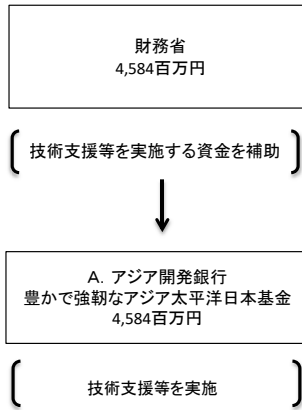 財務省
4,584百万円
技術支援等を実施する資金を補助
A．アジア開発銀行
豊かで強靭なアジア太平洋日本基金
4,584百万円
技術支援等を実施